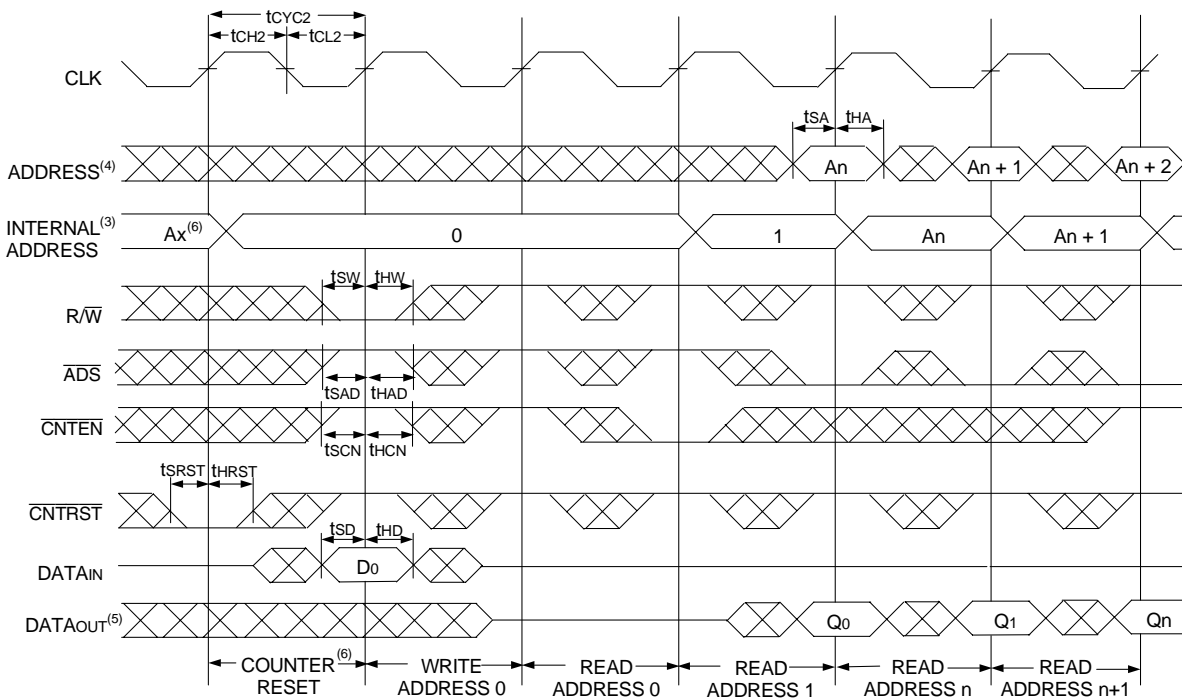 tCYC2
tCH2 tCL2
CLK
tSA tHA
ADDRESS(4) An An + 1 An + 2
INTERNAL(3) ADDRESS Ax(6) 0 1 An An + 1
tSW tHW
R/W
ADS
tSAD tHAD
CNTEN
tSCN tHCN
tSRST tHRST
CNTRST
tSD tHD
DATAIN D0
DATAOUT(5) Q0 Q1 Qn
COUNTER(6) WRITE READ READ READ READ
RESET ADDRESS 0 ADDRESS 0 ADDRESS 1 ADDRESS n ADDRESS n+1